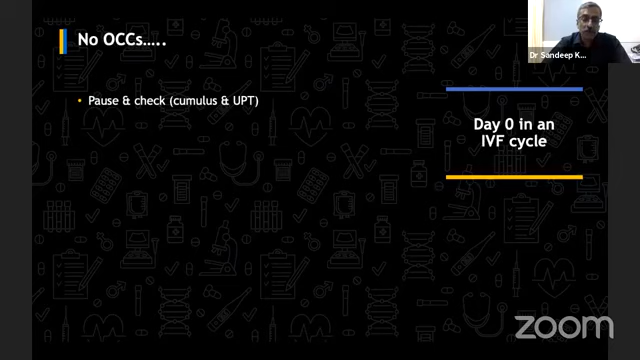 No OCCs.....
• Pause & check (cumulus & UPT)
Day 0 in an
IVF cycle
Dr Sandeep K...
zoom